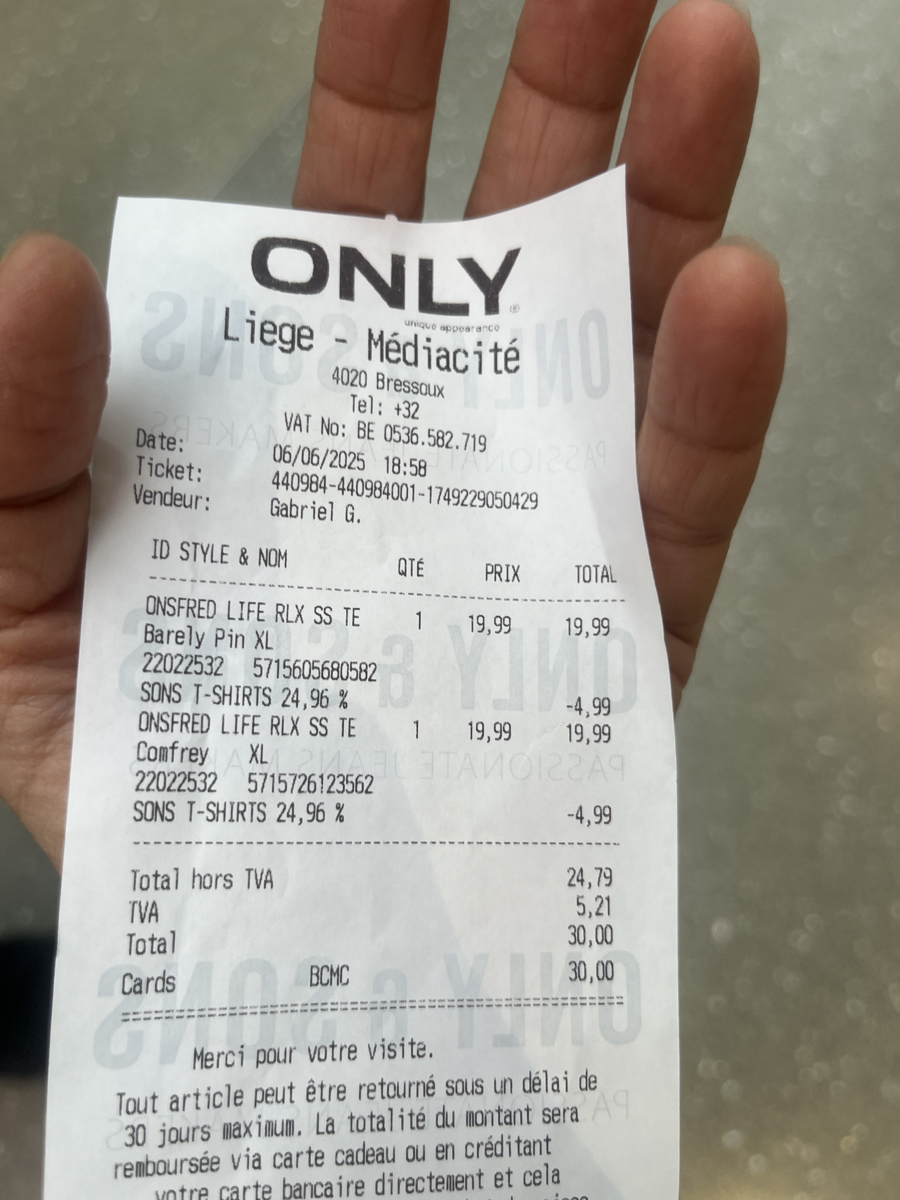 ONLY
unique appearance
Liege - Médiacité
4020 Bressoux
Tel: +32
VAT No: BE 0536.582.719
Date: 06/06/2025 18:58
Ticket: 440984-440984001-1749229050429
Vendeur: Gabriel G.
ID STYLE & NOM QTÉ PRIX TOTAL
ONSFRED LIFE RLX SS TE 1 19,99 19,99
Barely Pin XL
22022532 5715605680582
SONS T-SHIRTS 24,96 % -4,99
ONSFRED LIFE RLX SS TE 1 19,99 19,99
Comfrey XL
22022532 5715726123562
SONS T-SHIRTS 24,96 % -4,99
Total hors TVA 24,79
TVA 5,21
Total 30,00
Cards BCMC 30,00
Merci pour votre visite.
Tout article peut être retourné sous un délai de
30 jours maximum. La totalité du montant sera
remboursée via carte cadeau ou en créditant
votre carte bancaire directement et cela